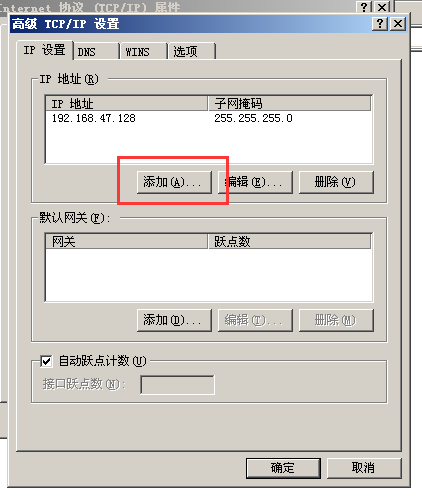 Internet 协议 (TCP/IP) 属性
高级 TCP/IP 设置
IP 设置 DNS WINS 选项
IP 地址(R)
IP 地址 子网掩码
192.168.47.128 255.255.255.0
添加(A)... 编辑(E)... 删除(V)
默认网关(F):
网关 跃点数
添加(D)... 编辑(T)... 删除(M)
自动跃点计数(U)
接口跃点数(N):
确定 取消